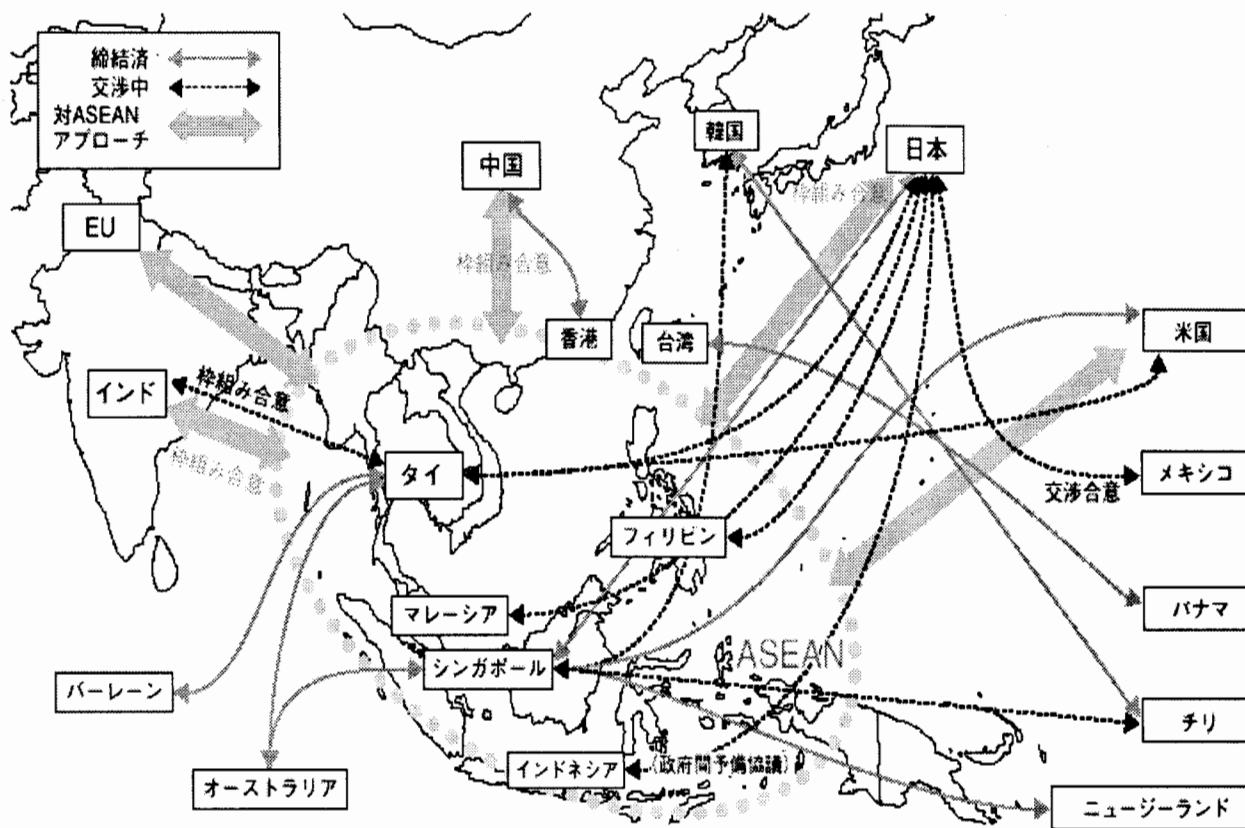 締結済
交渉中
対ASEAN
アプローチ
韓国
日本
中国
枠組み合意
EU
枠組み合意
香港
台湾
米国
インド
枠組み合意
枠組み合意
タイ
メキシコ
交渉合意
フィリピン
マレーシア
パナマ
ASEAN
シンガポール
バーレーン
チリ
インドネシア
(政府間予備協議)
オーストラリア
ニュージーランド